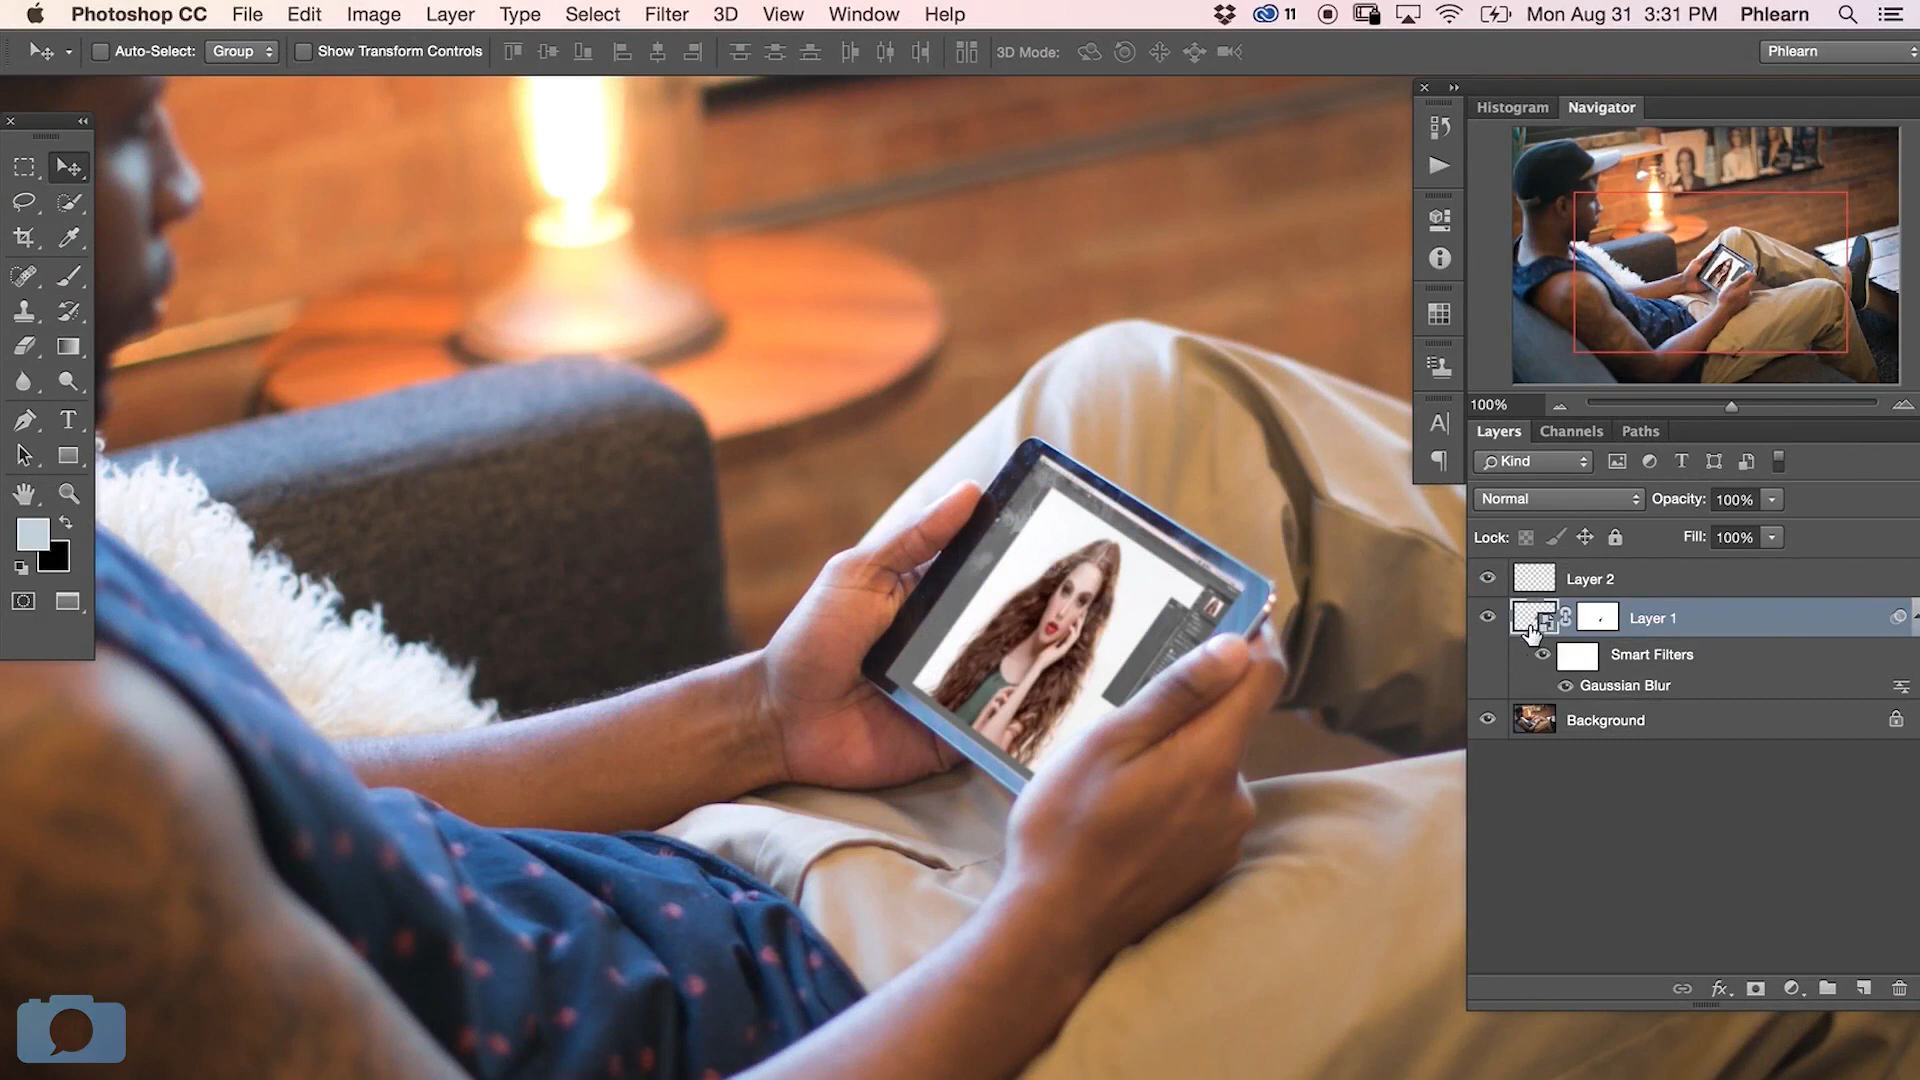 Photoshop CC File Edit Image Layer Type Select Filter 3D View Window Help 11 Mon Aug 31 3:31 PM Phlearn
Auto-Select: Group Show Transform Controls 3D Mode: Phlearn
Histogram Navigator
100%
Layers Channels Paths
Kind
Normal Opacity: 100%
Lock: Fill: 100%
Layer 2
Layer 1
Smart Filters
Gaussian Blur
Background
fx